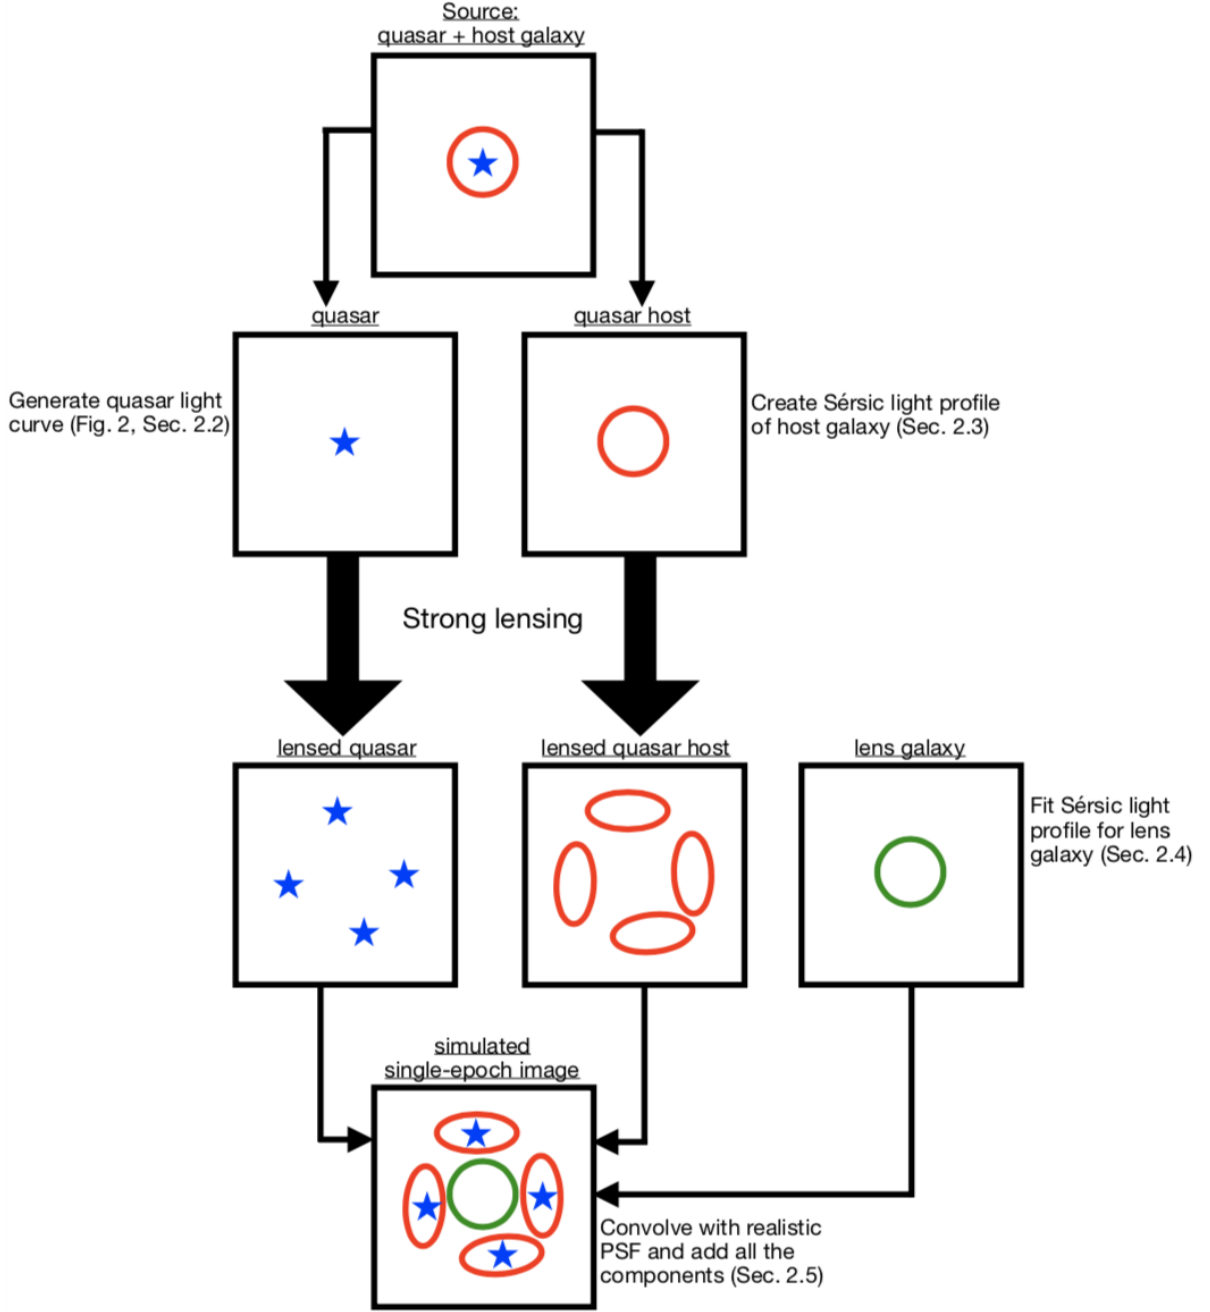 Source:
quasar + host galaxy
quasar
quasar host
Generate quasar light
curve (Fig. 2, Sec. 2.2)
Create Sérsic light profile
of host galaxy (Sec. 2.3)
Strong lensing
lensed quasar
lensed quasar host
lens galaxy
Fit Sérsic light
profile for lens
galaxy (Sec. 2.4)
simulated
single-epoch image
Convolve with realistic
PSF and add all the
components (Sec. 2.5)